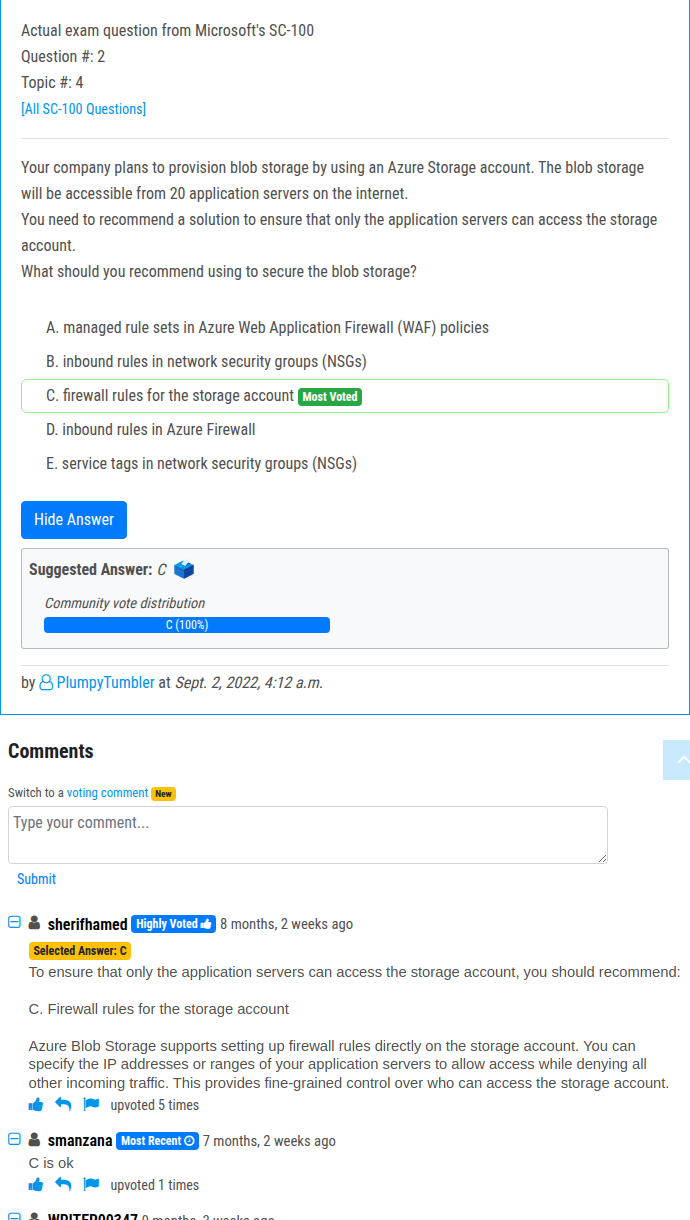 Actual exam question from Microsoft's SC-100
Question #: 2
Topic #: 4
[All SC-100 Questions]
Your company plans to provision blob storage by using an Azure Storage account. The blob storage
will be accessible from 20 application servers on the internet.
You need to recommend a solution to ensure that only the application servers can access the storage
account.
What should you recommend using to secure the blob storage?
A. managed rule sets in Azure Web Application Firewall (WAF) policies
B. inbound rules in network security groups (NSGs)
C. firewall rules for the storage account Most Voted
D. inbound rules in Azure Firewall
E. service tags in network security groups (NSGs)
Hide Answer
Suggested Answer: C
Community vote distribution
C (100%)
by PlumpyTumbler at Sept. 2, 2022, 4:12 a.m.
Comments
Switch to a voting comment New
Type your comment...
Submit
sherifhamed Highly Voted 8 months, 2 weeks ago
Selected Answer: C
To ensure that only the application servers can access the storage account, you should recommend:
C. Firewall rules for the storage account
Azure Blob Storage supports setting up firewall rules directly on the storage account. You can
specify the IP addresses or ranges of your application servers to allow access while denying all
other incoming traffic. This provides fine-grained control over who can access the storage account.
upvoted 5 times
smanzana Most Recent 7 months, 2 weeks ago
C is ok
upvoted 1 times
WRITER00347 9 months, 2 weeks ago